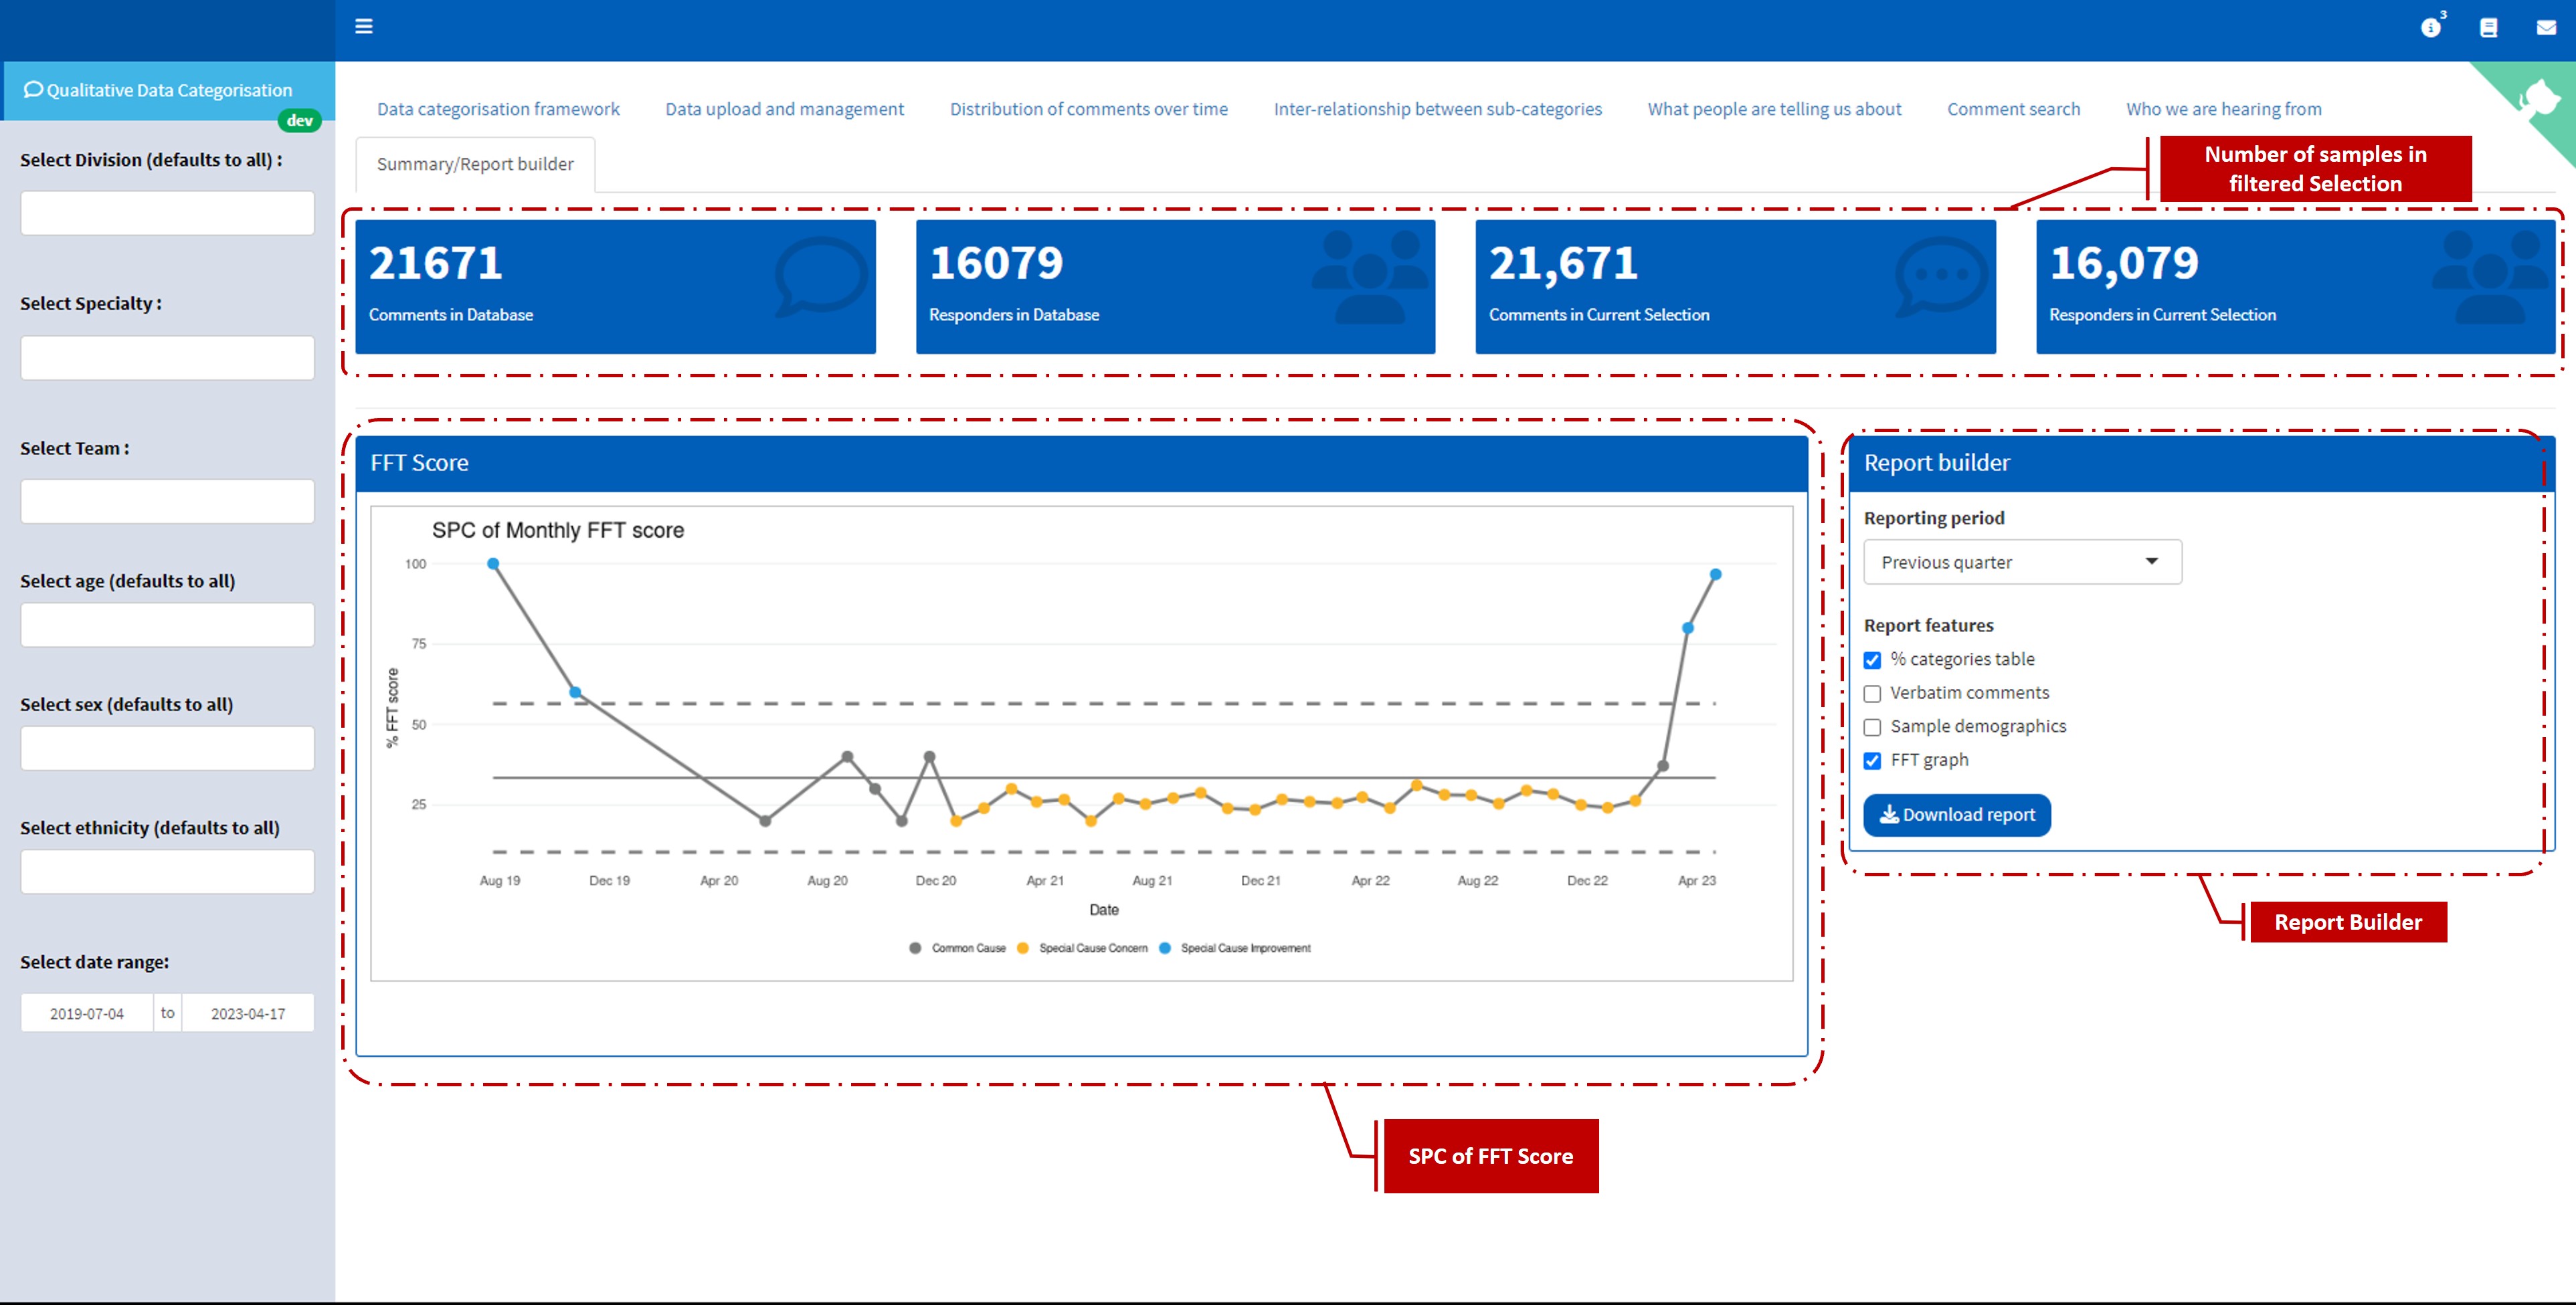 3
Qualitative Data Categorisation
dev
Select Division (defaults to all) :
Select Specialty :
Select Team :
Select age (defaults to all)
Select sex (defaults to all)
Select ethnicity (defaults to all)
Select date range:
2019-07-04 to 2023-04-17
Data categorisation framework Data upload and management Distribution of comments over time Inter-relationship between sub-categories What people are telling us about Comment search Who we are hearing from
Summary/Report builder
Number of samples in
filtered Selection
21671
Comments in Database
16079
Responders in Database
21,671
Comments in Current Selection
16,079
Responders in Current Selection
FFT Score
SPC of Monthly FFT score
% FFT score
100
75
50
25
Aug 19 Dec 19 Apr 20 Aug 20 Dec 20 Apr 21 Aug 21 Dec 21 Apr 22 Aug 22 Dec 22 Apr 23
Date
Common Cause Special Cause Concern Special Cause Improvement
SPC of FFT Score
Report builder
Reporting period
Previous quarter
Report features
% categories table
Verbatim comments
Sample demographics
FFT graph
Download report
Report Builder